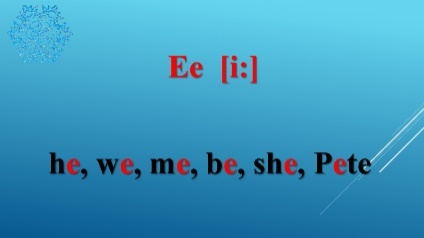 Ee [i:]
he, we, me, be, she, Pete